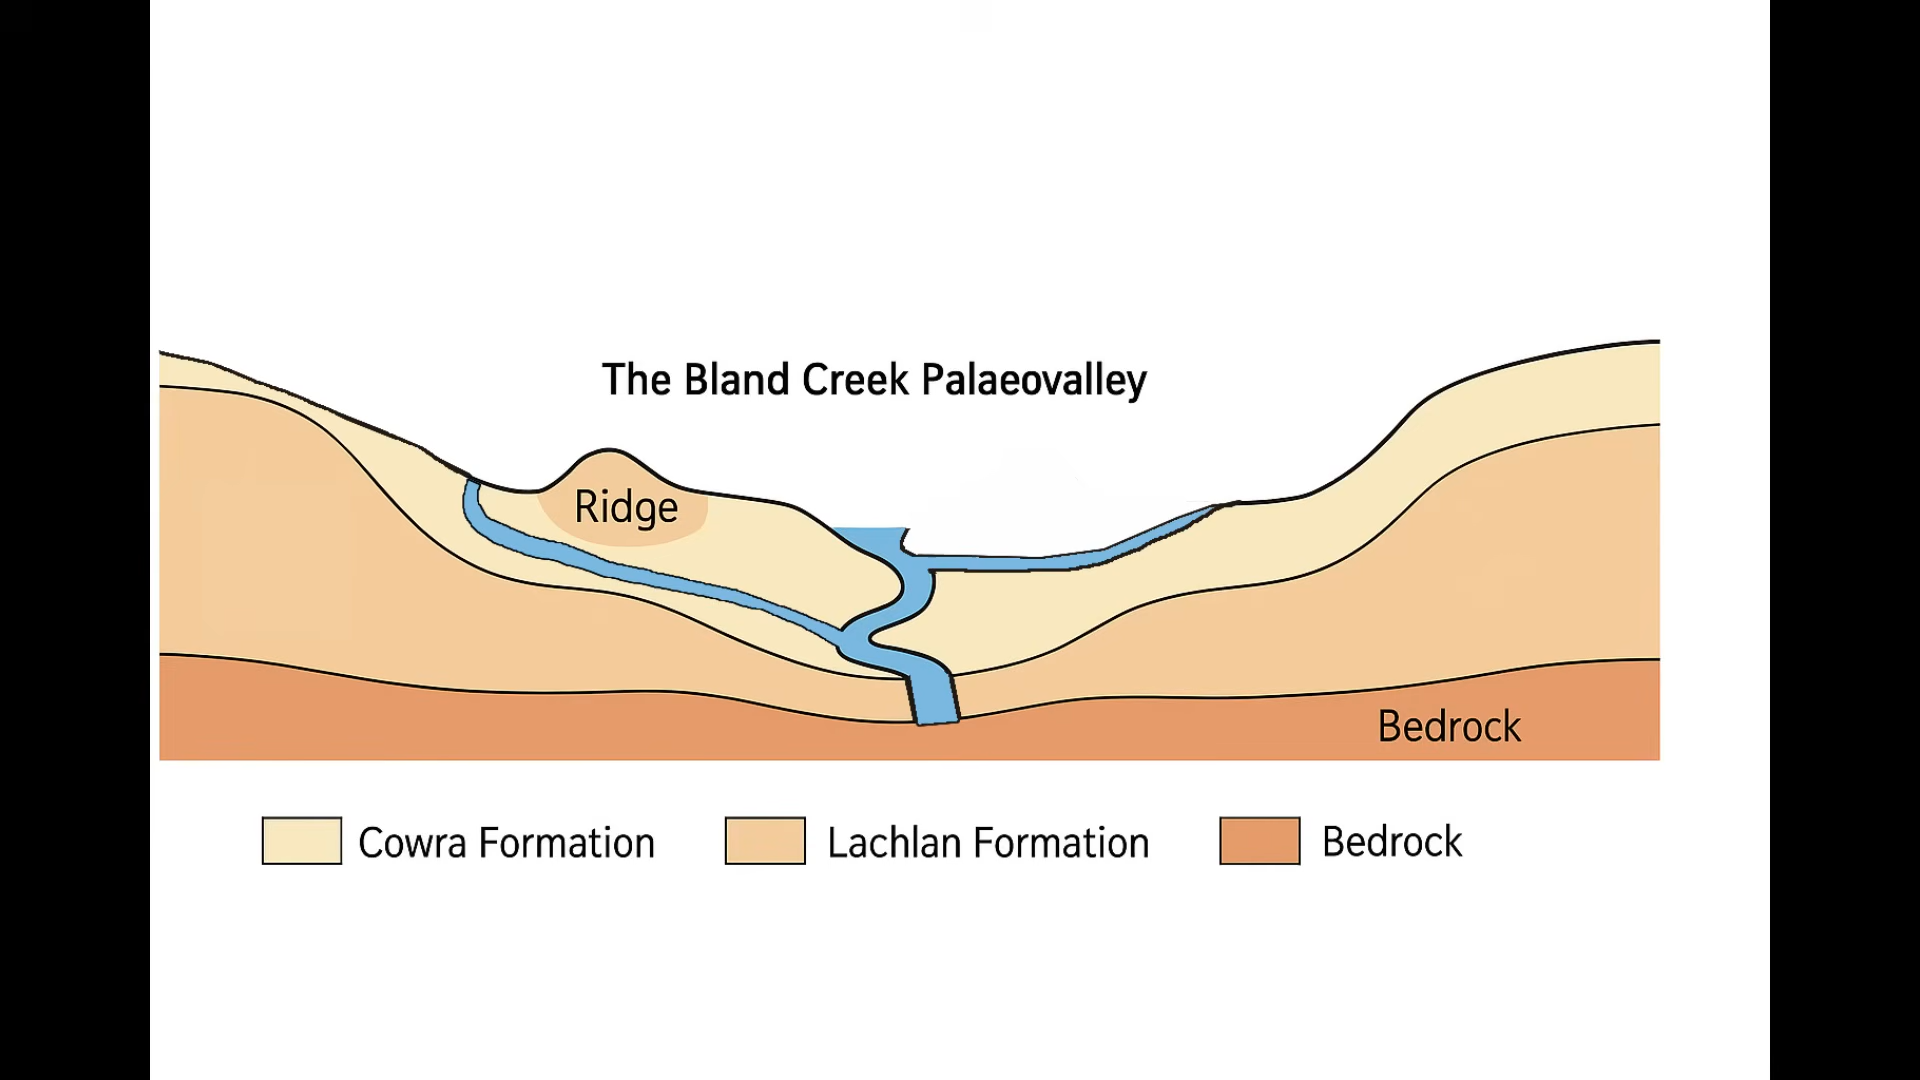 The Bland Creek Palaeovalley
Ridge
Bedrock
Cowra Formation
Lachlan Formation
Bedrock